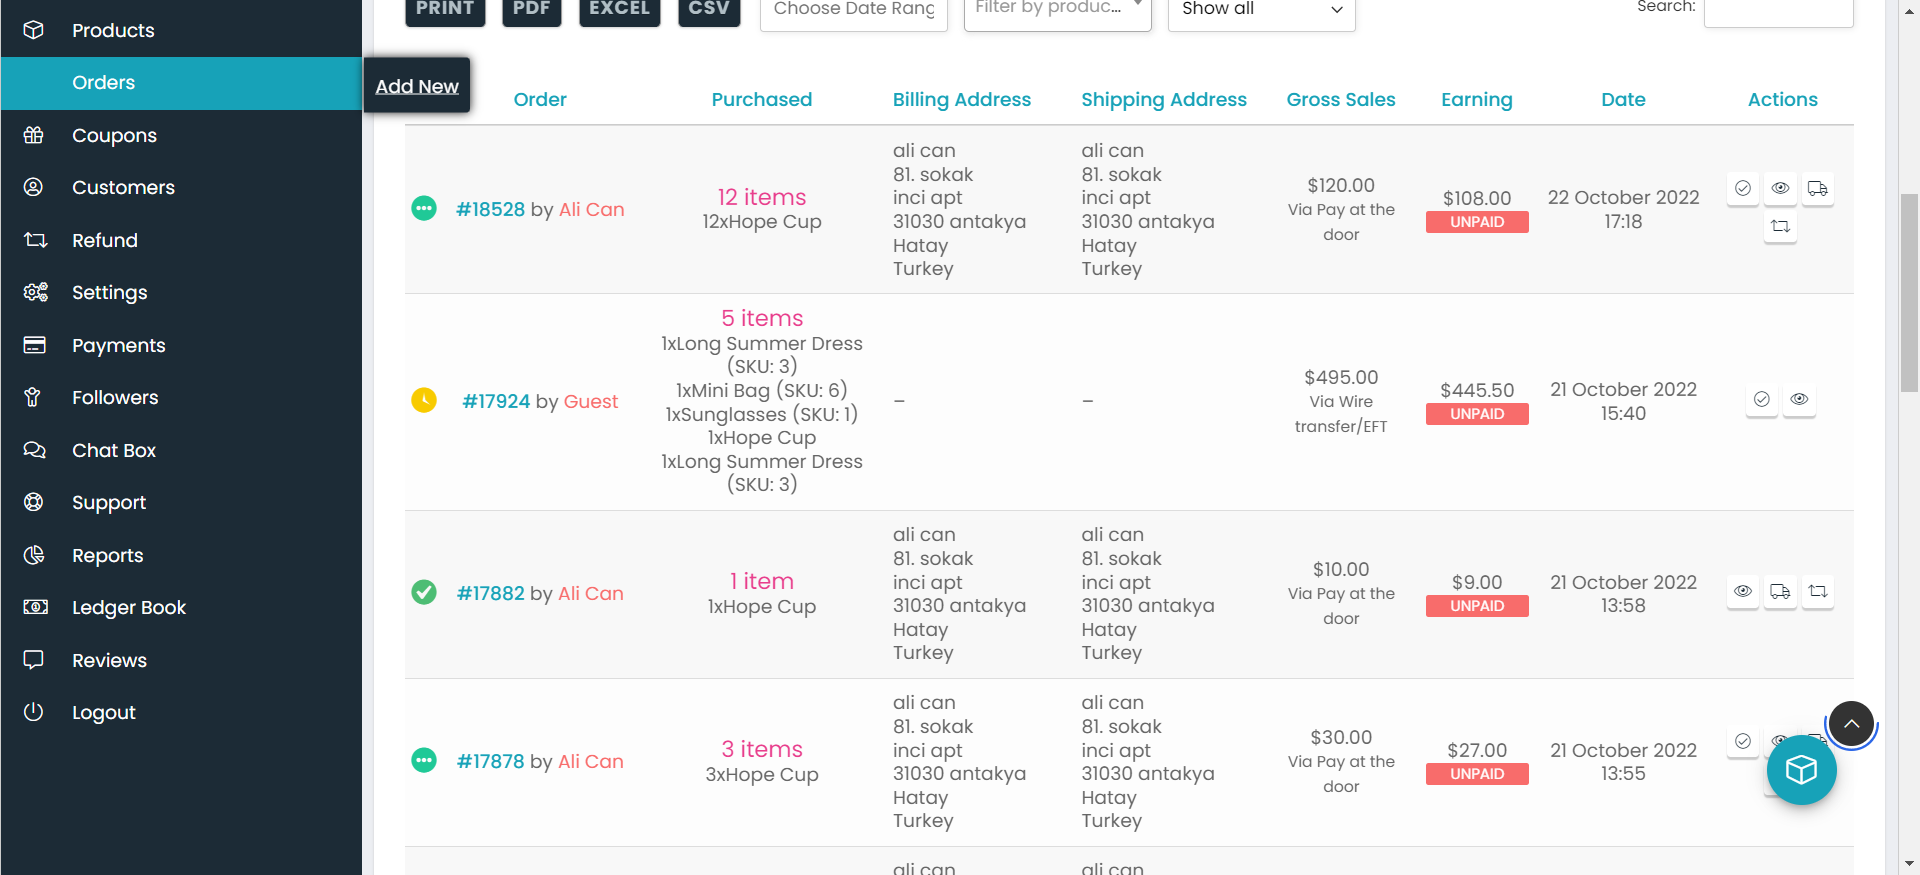 PRINT
PDF
EXCEL
CSV
Choose Date Rang
Filter by produc...
Show all
Search:
Products
Orders
Add New
Coupons
Customers
Refund
Settings
Payments
Followers
Chat Box
Support
Reports
Ledger Book
Reviews
Logout
Order
Purchased
Billing Address
Shipping Address
Gross Sales
Earning
Date
Actions
#18528 by Ali Can
12 items
12xHope Cup
ali can
81. sokak
inci apt
31030 antakya
Hatay
Turkey
ali can
81. sokak
inci apt
31030 antakya
Hatay
Turkey
$120.00
Via Pay at the
door
$108.00
UNPAID
22 October 2022
17:18
#17924 by Guest
5 items
1xLong Summer Dress
(SKU: 3)
1xMini Bag (SKU: 6)
1xSunglasses (SKU: 1)
1xHope Cup
1xLong Summer Dress
(SKU: 3)
–
–
$495.00
Via Wire
transfer/EFT
$445.50
UNPAID
21 October 2022
15:40
#17882 by Ali Can
1 item
1xHope Cup
ali can
81. sokak
inci apt
31030 antakya
Hatay
Turkey
ali can
81. sokak
inci apt
31030 antakya
Hatay
Turkey
$10.00
Via Pay at the
door
$9.00
UNPAID
21 October 2022
13:58
#17878 by Ali Can
3 items
3xHope Cup
ali can
81. sokak
inci apt
31030 antakya
Hatay
Turkey
ali can
81. sokak
inci apt
31030 antakya
Hatay
Turkey
$30.00
Via Pay at the
door
$27.00
UNPAID
21 October 2022
13:55
ali can
ali can